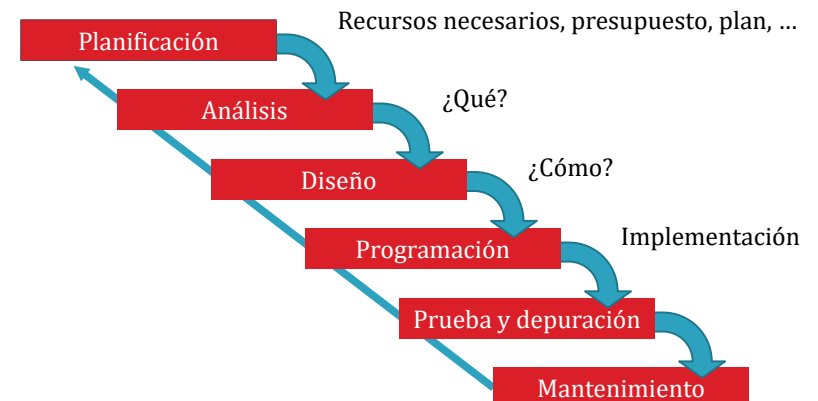 Recursos necesarios, presupuesto, plan, ...
Planificación
¿Qué?
Análisis
¿Cómo?
Diseño
Implementación
Programación
Prueba y depuración
Mantenimiento